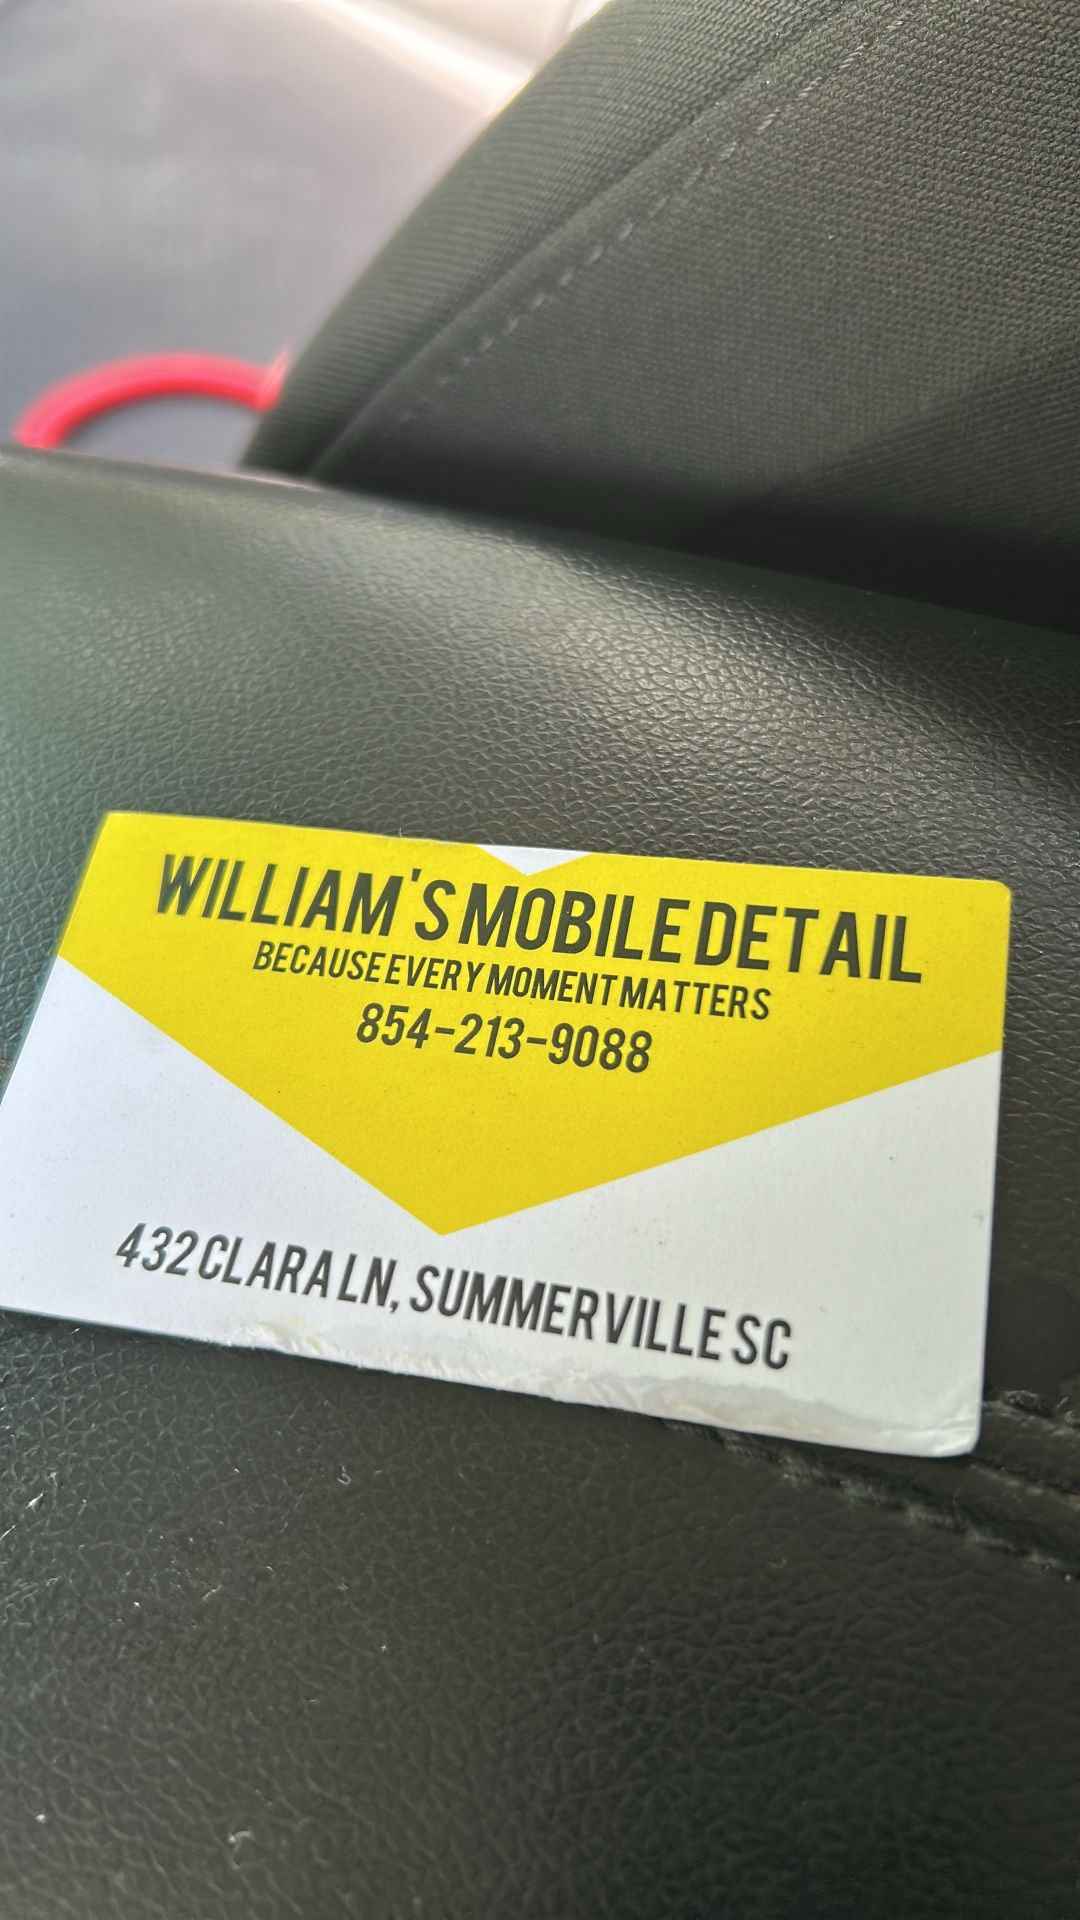 WILLIAM'S MOBILE DETAIL
BECAUSE EVERY MOMENT MATTERS
854-213-9088
432 CLARA LN, SUMMERVILLE SC